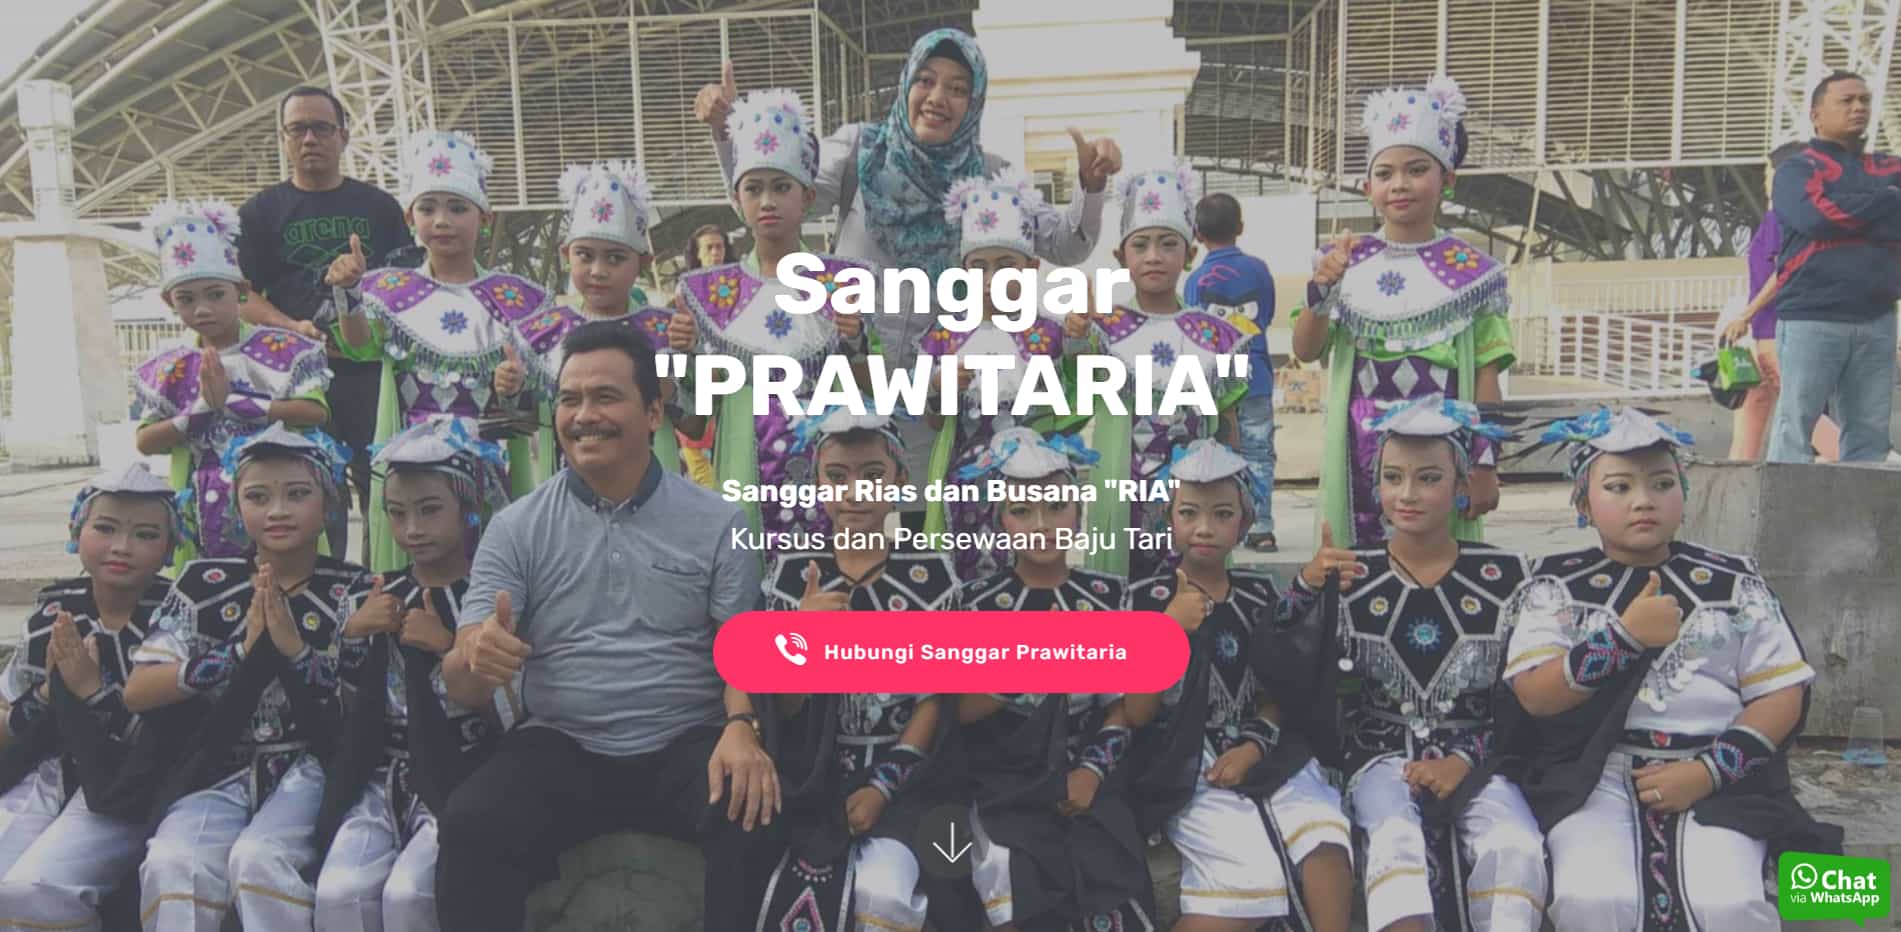 arena
Sanggar
"PRAWITARIA"
Sanggar Rias dan Busana "RIA"
Kursus dan Persewaan Baju Tari
Hubungi Sanggar Prawitaria
Chat
via WhatsApp